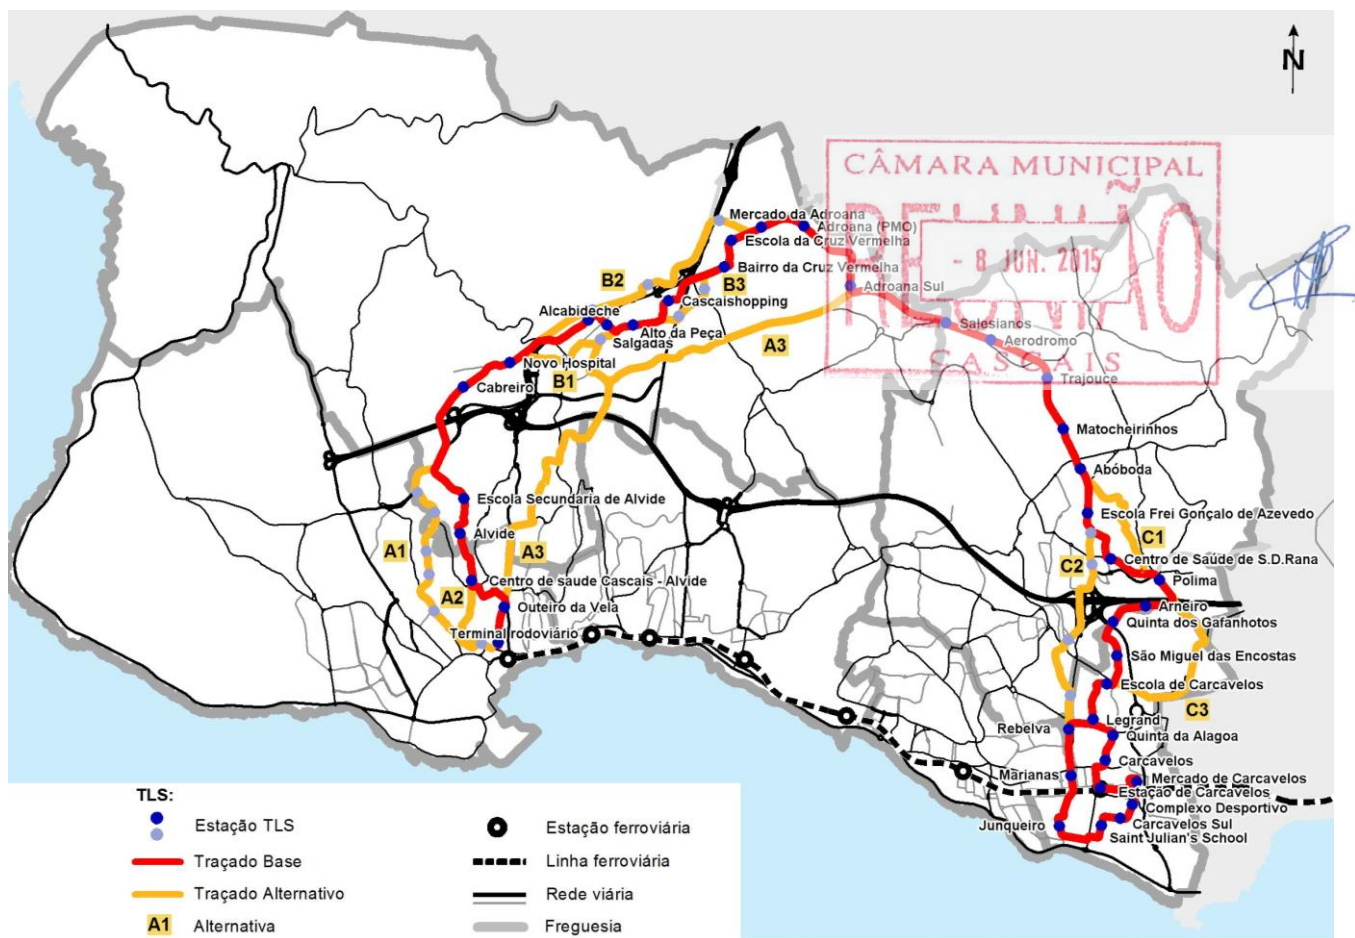 N
CÂMARA MUNICIPAL
REUNIÃO
- 8 JUN. 2015
CASCAIS
Mercado da Adroana
Adroana (PMO)
Escola da Cruz Vermelha
B2
Bairro da Cruz Vermelha
B3
Adroana Sul
Cascaishopping
Alcabideche
Alto da Peça
Salgadas
A3
Salesianos
Aerodromo
Novo Hospital
B1
Trajouce
Cabreiro
Matocheirinhos
Abóboda
Escola Secundária de Alvide
Escola Frei Gonçalo de Azevedo
Alvide
C1
A1
A3
Centro de Saúde de S.D.Rana
C2
Centro de saude Cascais - Alvide
Polima
A2
Outeiro da Vela
Arneiro
Quinta dos Gafanhotos
Terminal rodoviário
São Miguel das Encostas
Escola de Carcavelos
C3
Legrand
Rebelva
Quinta da Alagoa
Carcavelos
Marianas
Mercado de Carcavelos
Estação de Carcavelos
Complexo Desportivo
Junqueiro
Carcavelos Sul
Saint Julian's School
TLS:
Estação TLS
Traçado Base
Traçado Alternativo
A1 Alternativa
Estação ferroviária
Linha ferroviária
Rede viária
Freguesia